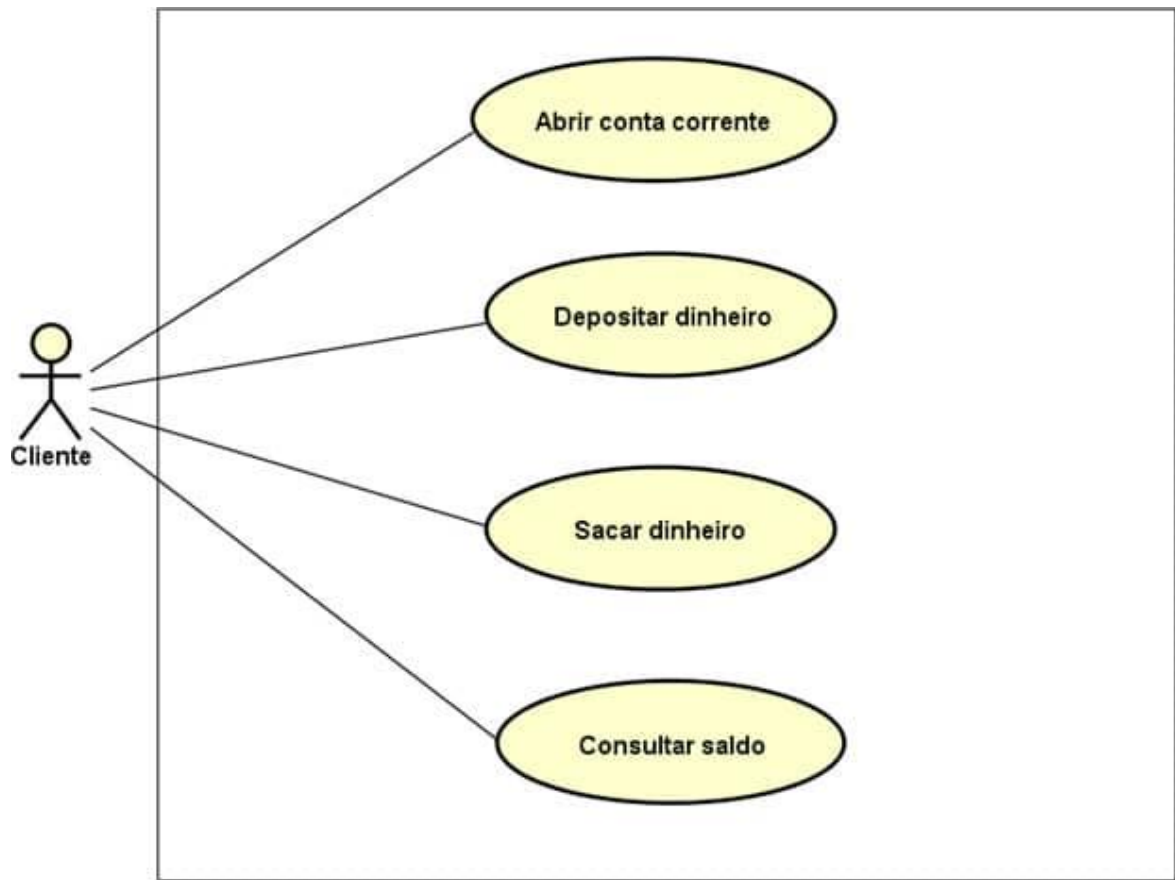 Abrir conta corrente
Depositar dinheiro
Cliente
Sacar dinheiro
Consultar saldo